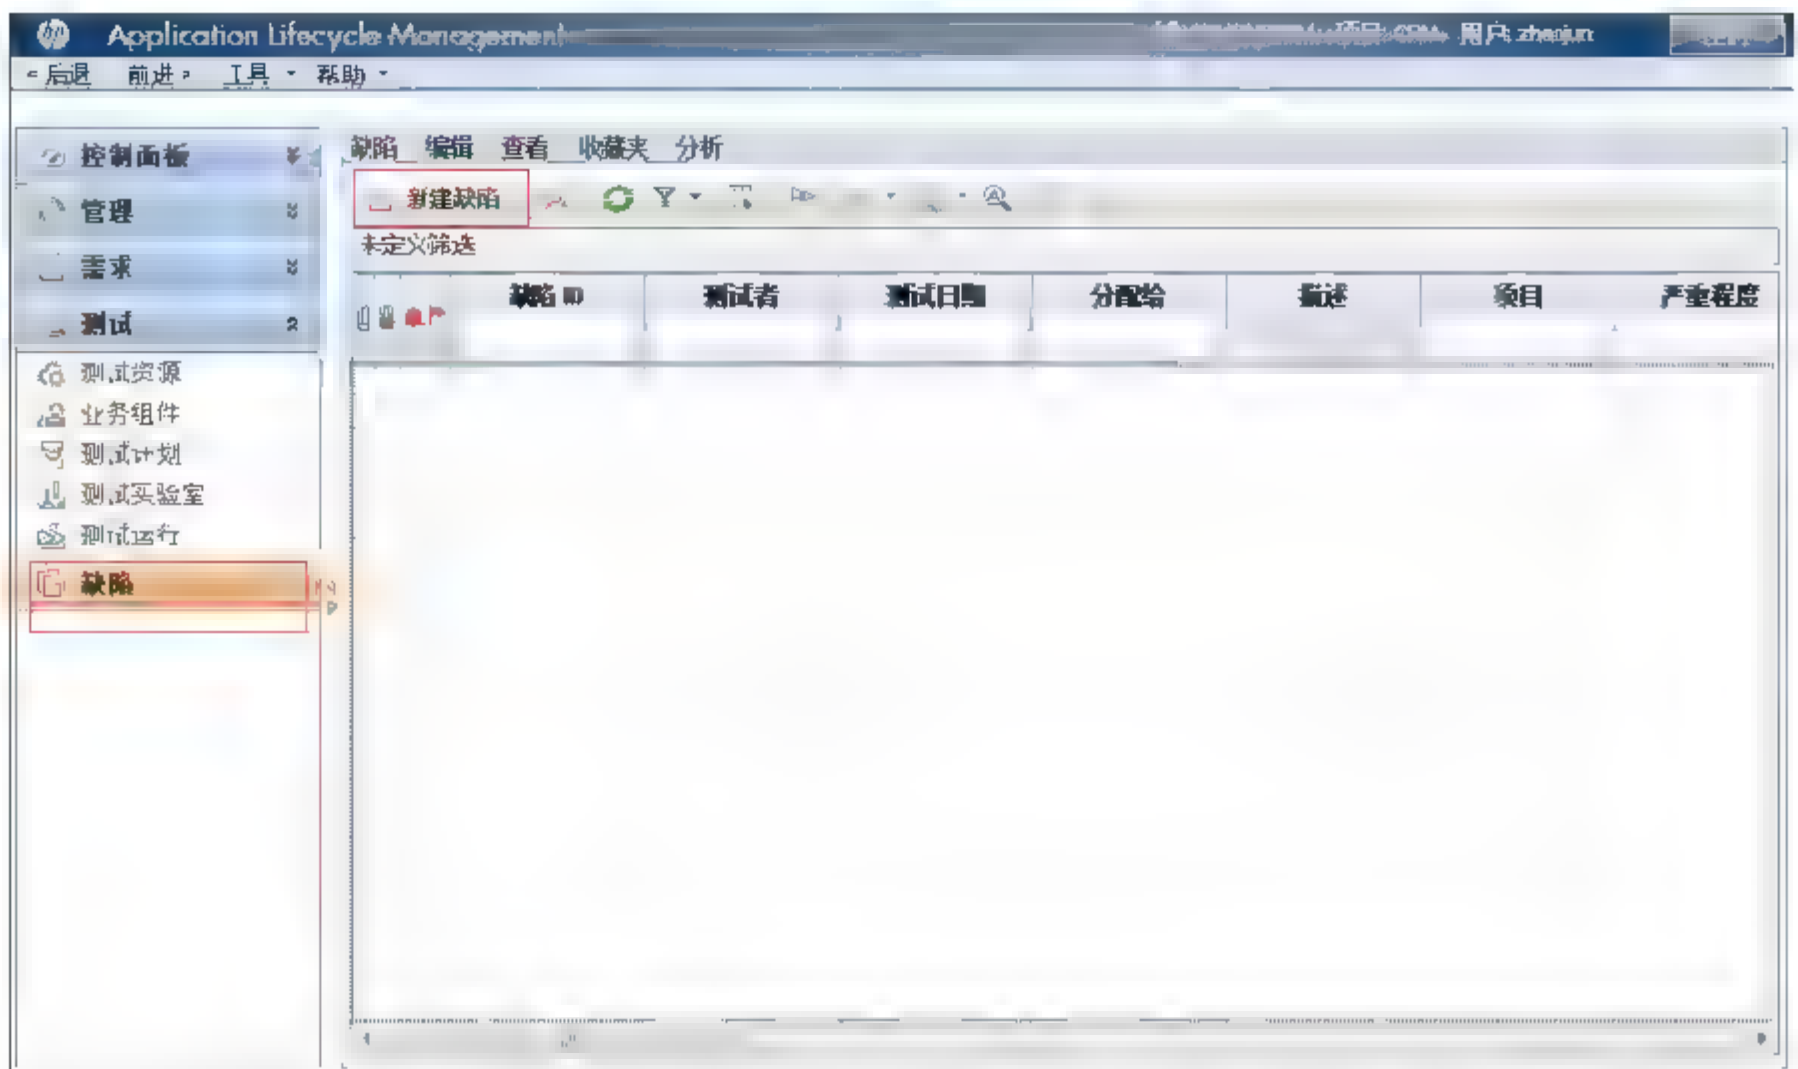 hp Application Lifecycle Management 用户: zhaojun
后退 前进 工具 帮助
控制面板
管理
需求
测试
测试资源
业务组件
测试计划
测试实验室
测试运行
缺陷
缺陷 编辑 查看 收藏夹 分析
新建缺陷
未定义筛选
缺陷 ID 测试者 测试日期 分配给 描述 项目 严重程度